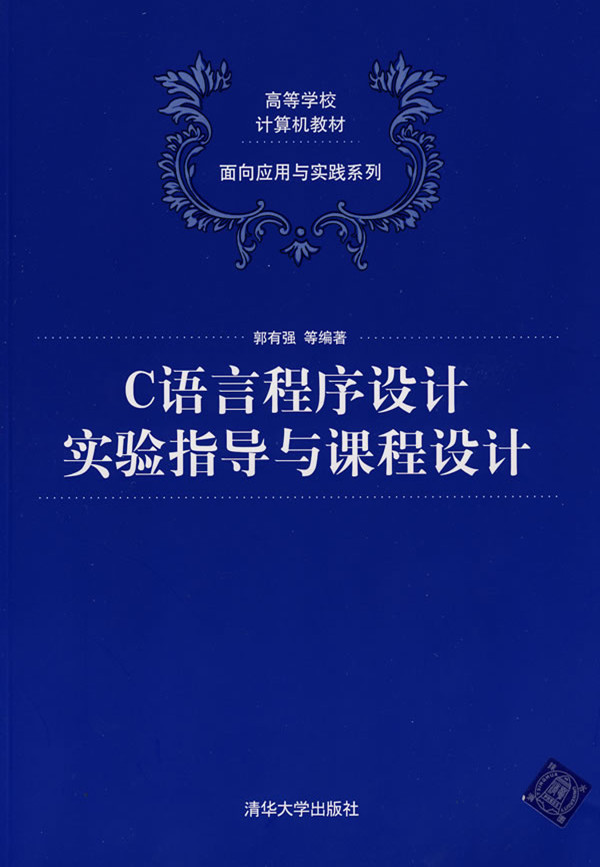 高等学校
计算机教材
面向应用与实践系列
郭有强 等编著
C语言程序设计
实验指导与课程设计
清华大学出版社